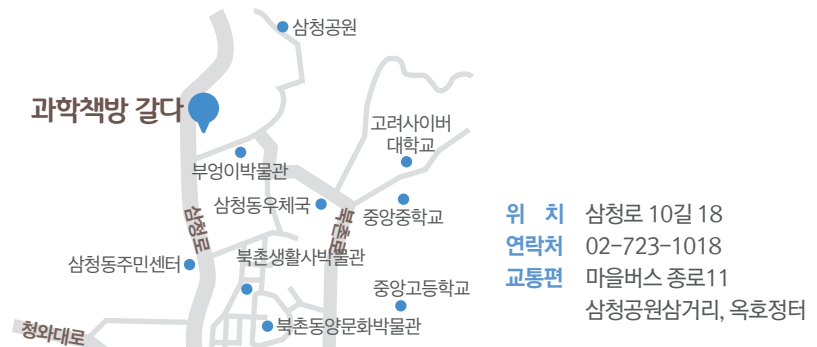 삼청공원
과학책방 갈다
고려사이버
대학교
부엉이박물관
삼청동우체국
중앙중학교
삼청로
북촌로
삼청동주민센터
북촌생활사박물관
중앙고등학교
북촌동양문화박물관
청와대로
위 치 삼청로 10길 18
연락처 02-723-1018
교통편 마을버스 종로11
삼청공원삼거리, 옥호정터